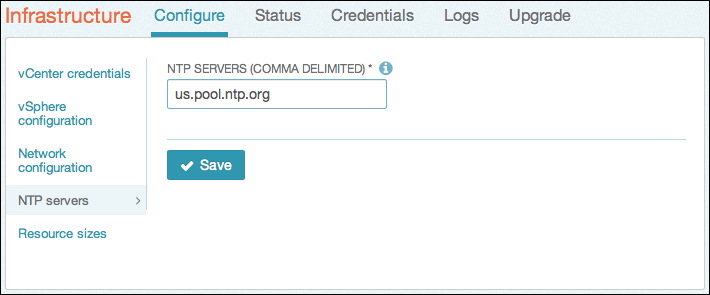 Infrastructure Configure Status Credentials Logs Upgrade
vCenter credentials
vSphere
configuration
Network
configuration
NTP servers
Resource sizes
NTP SERVERS (COMMA DELIMITED) *
us.pool.ntp.org
Save